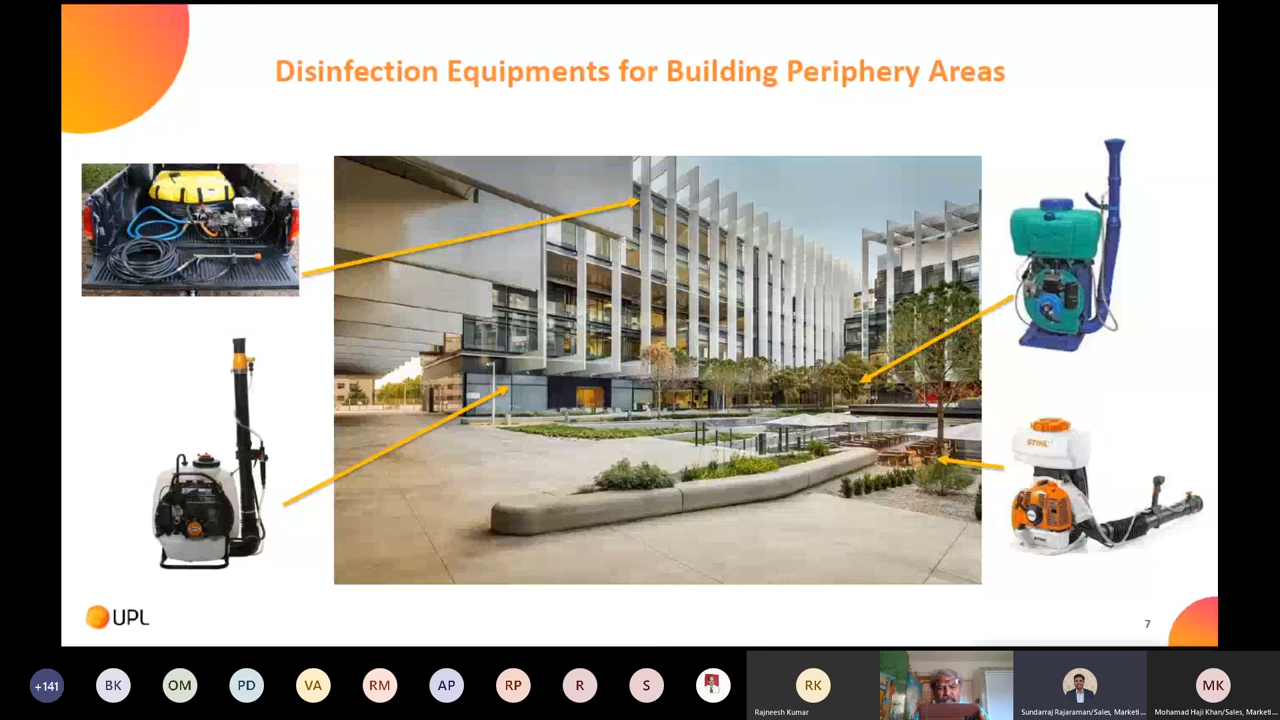 Disinfection Equipments for Building Periphery Areas
STIHL
STIHL
UPL
7
+141
BK
OM
PD
VA
RM
AP
RP
R
S
RK
MK
Rajneesh Kumar
Sundarraj Rajaraman/Sales, Marketi...
Mohamad Haji Khan/Sales, Marketi...